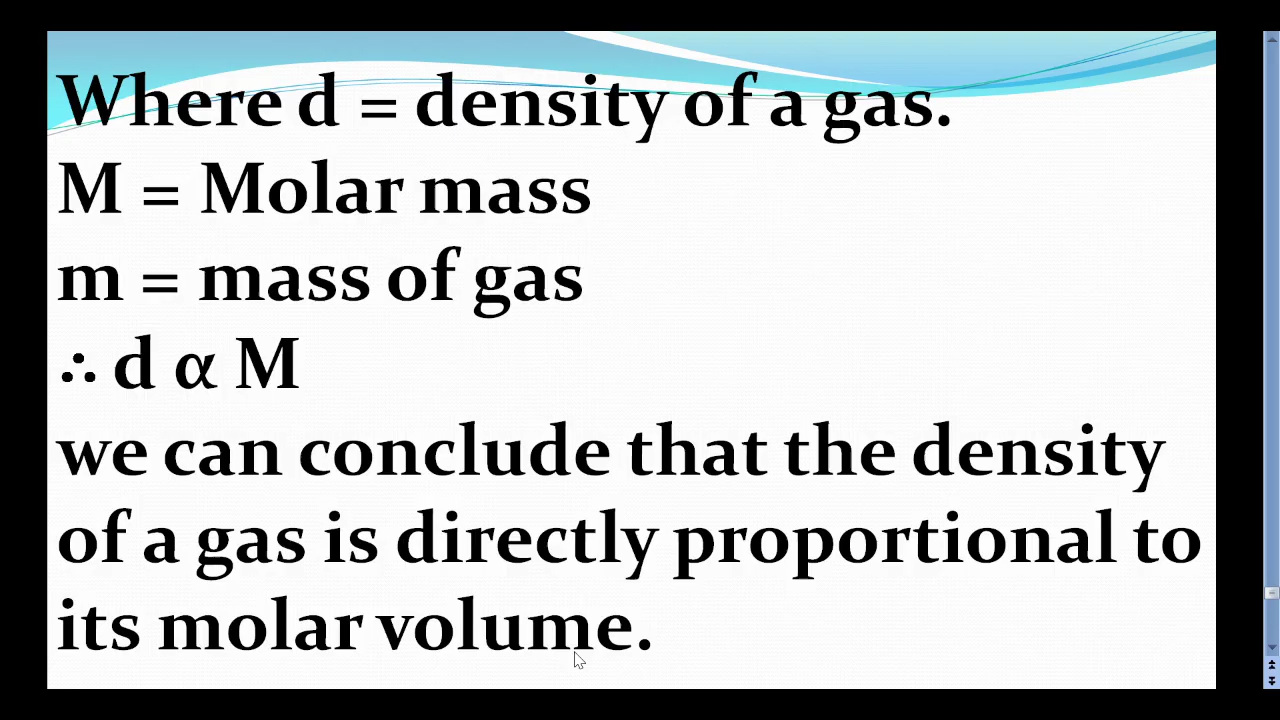 Where d = density of a gas.
M = Molar mass
m = mass of gas
∴ d α M
we can conclude that the density
of a gas is directly proportional to
its molar volume.